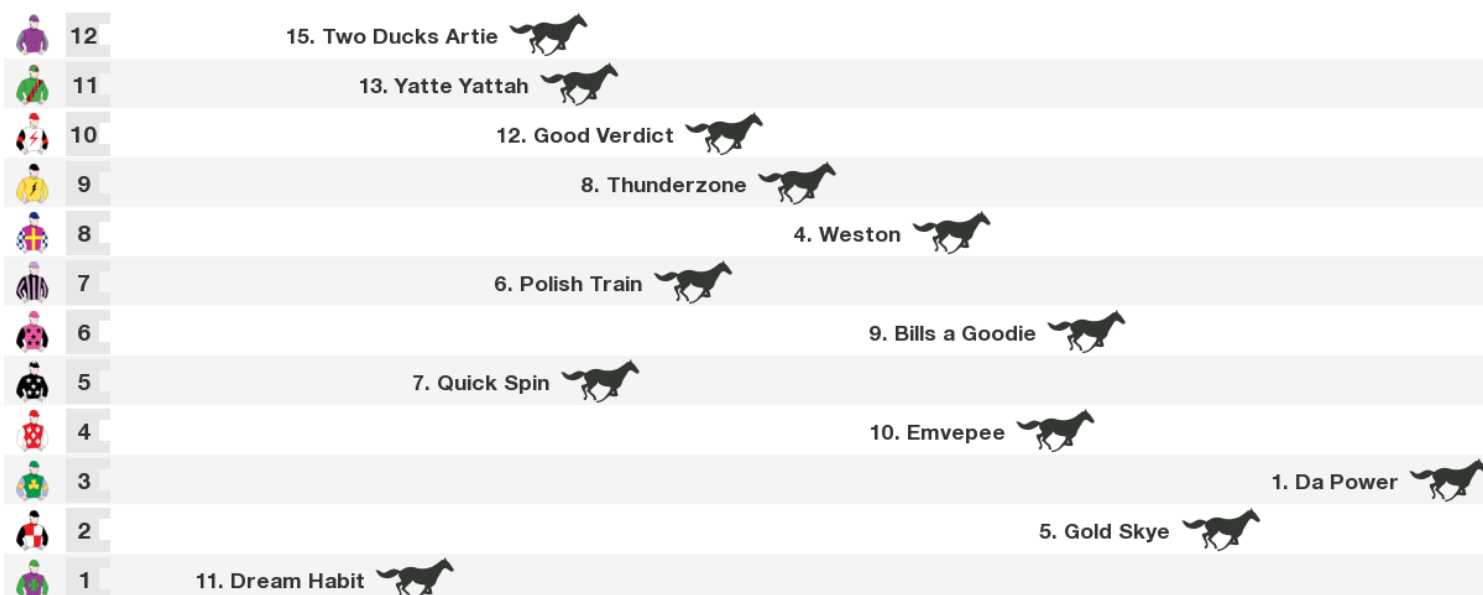 12 15. Two Ducks Artie
11 13. Yatte Yattah
10 12. Good Verdict
9 8. Thunderzone
8 4. Weston
7 6. Polish Train
6 9. Bills a Goodie
5 7. Quick Spin
4 10. Emvepee
3 1. Da Power
2 5. Gold Skye
1 11. Dream Habit